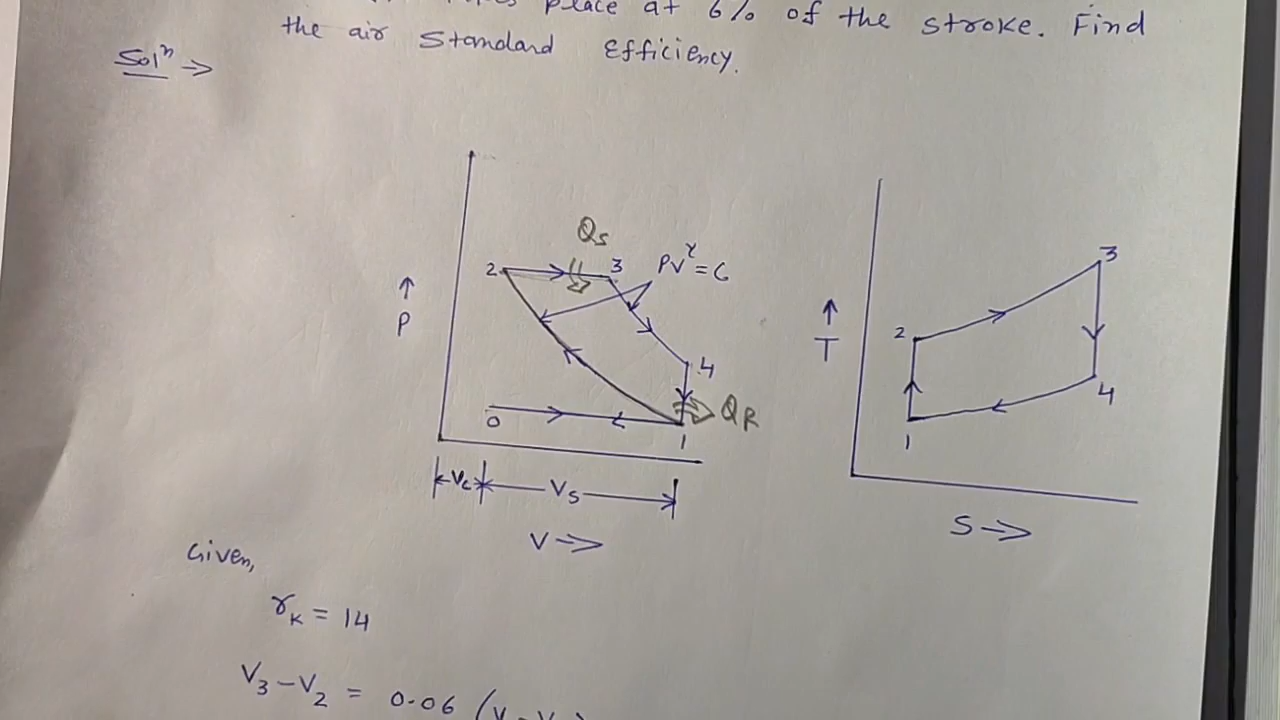 place at 6% of the stroke. Find
the air Standard Efficiency.
Solⁿ ⇒
Qs
2
3
PV^γ = C
↑
P
4
QR
0
1
Vc
Vs
V →
3
2
↑
T
4
1
S →
Given,
γK = 14
V3 - V2 = 0.06 (V